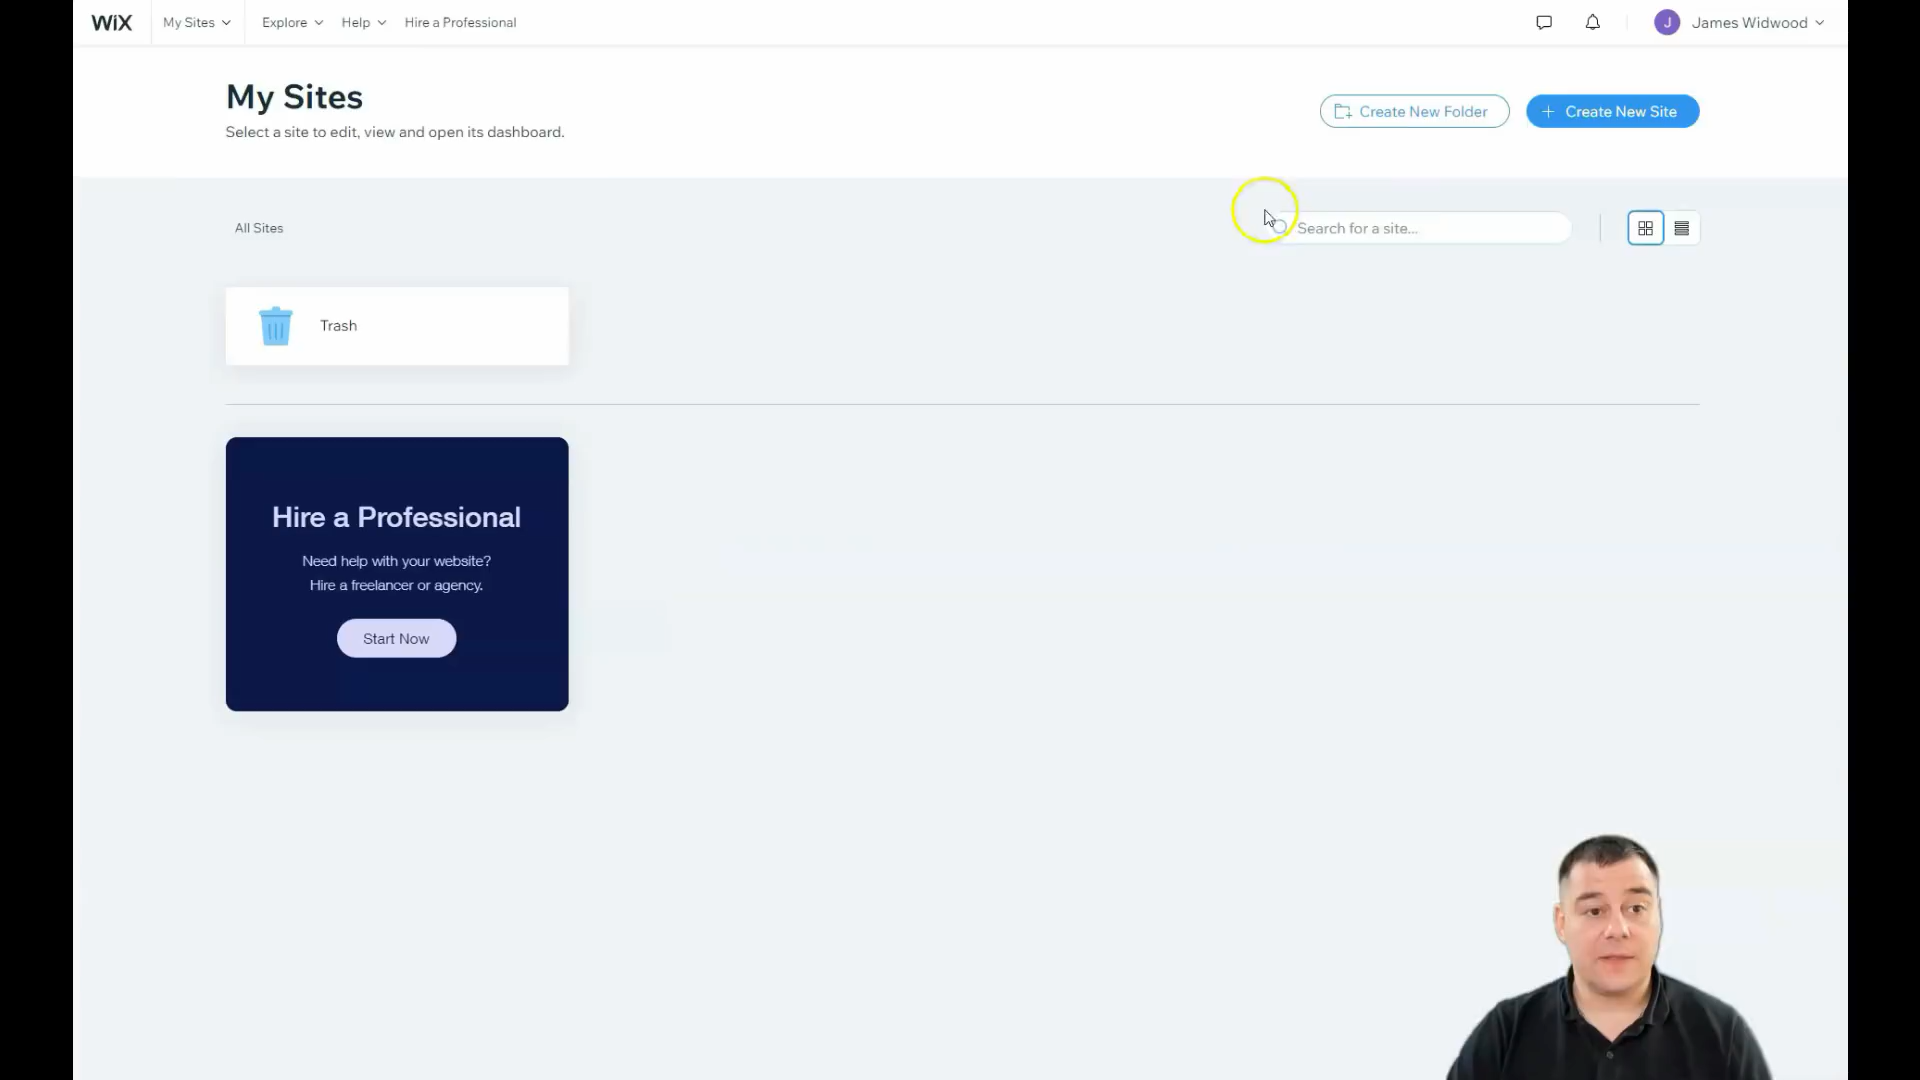 WiX
My Sites
Explore
Help
Hire a Professional
J
James Widwood
My Sites
Select a site to edit, view and open its dashboard.
Create New Folder
+ Create New Site
All Sites
Search for a site...
Trash
Hire a Professional
Need help with your website?
Hire a freelancer or agency.
Start Now